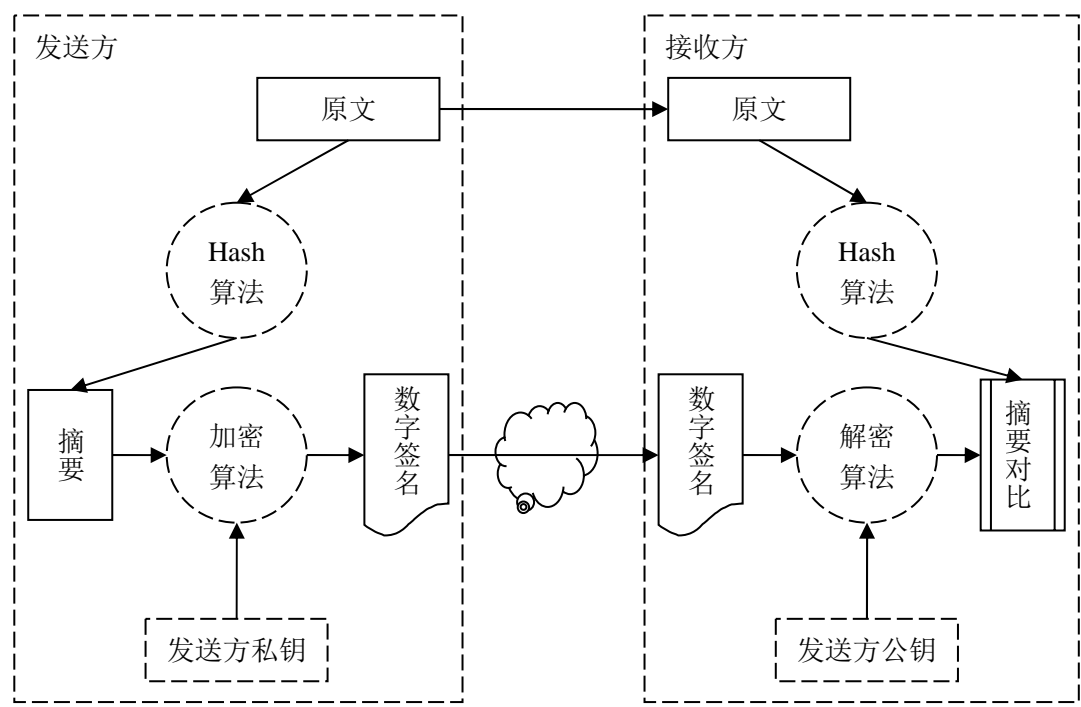 发送方
原文
Hash
算法
摘要
加密
算法
数字签名
发送方私钥
接收方
原文
Hash
算法
数字签名
解密
算法
摘要对比
发送方公钥